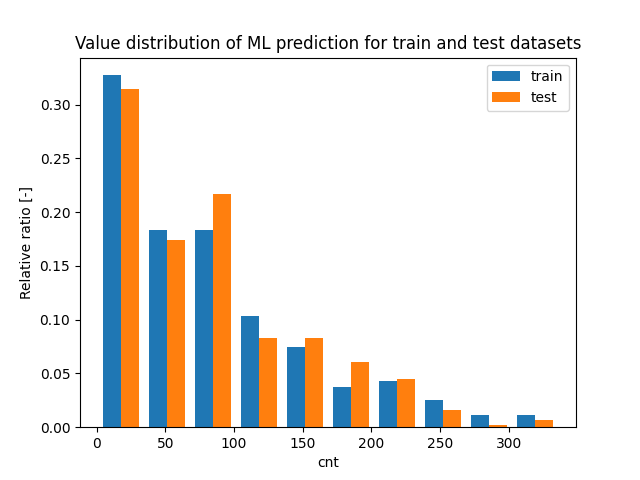 Value distribution of ML prediction for train and test datasets
train
test
Relative ratio [-]
0.30
0.25
0.20
0.15
0.10
0.05
0.00
0 50 100 150 200 250 300
cnt